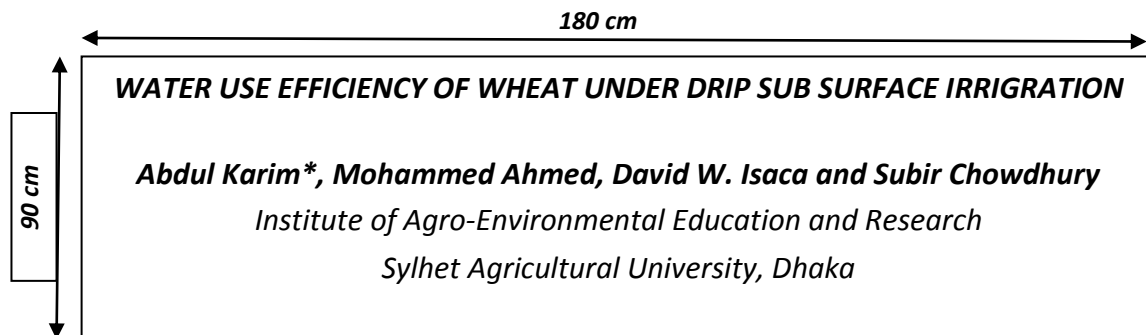 180 cm
WATER USE EFFICIENCY OF WHEAT UNDER DRIP SUB SURFACE IRRIGRATION
90 cm
Abdul Karim*, Mohammed Ahmed, David W. Isaca and Subir Chowdhury
Institute of Agro-Environmental Education and Research
Sylhet Agricultural University, Dhaka